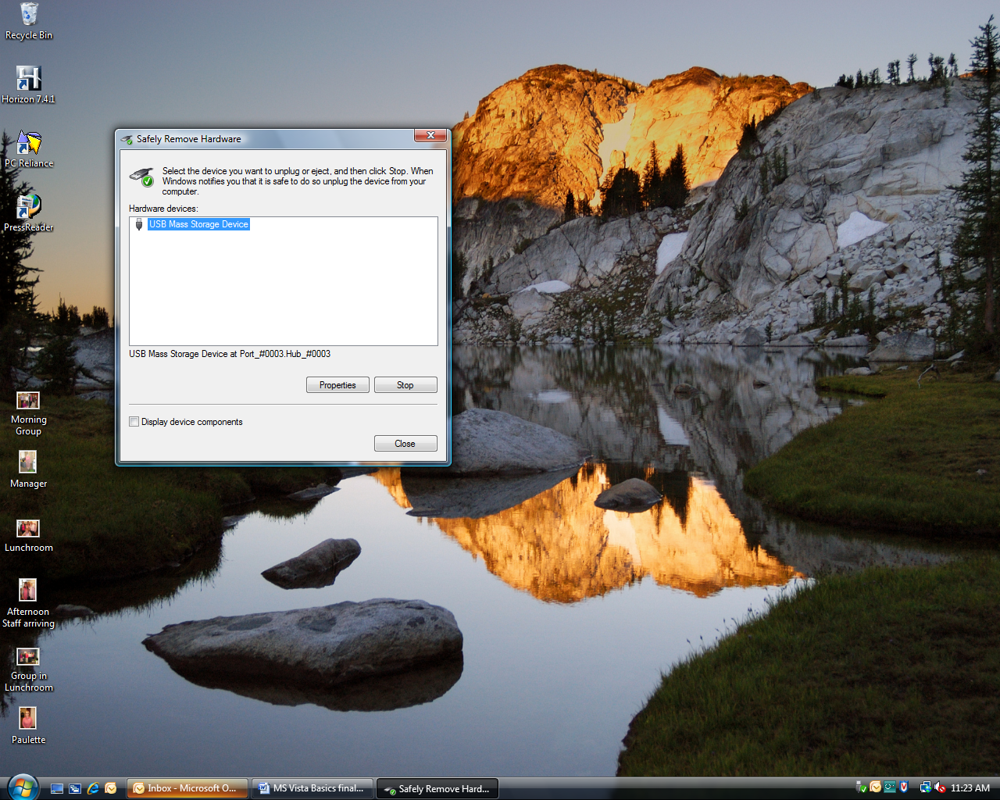 Recycle Bin
Horizon 7.4.1
PC Reliance
PressReader
Morning
Group
Manager
Lunchroom
Afternoon
Staff arriving
Group in
Lunchroom
Paulette
Safely Remove Hardware
Select the device you want to unplug or eject, and then click Stop. When
Windows notifies you that it is safe to do so unplug the device from your
computer.
Hardware devices:
USB Mass Storage Device
USB Mass Storage Device at Port_#0003.Hub_#0003
Properties
Stop
Display device components
Close
Inbox - Microsoft O...
MS Vista Basics final...
Safely Remove Hard...
11:23 AM